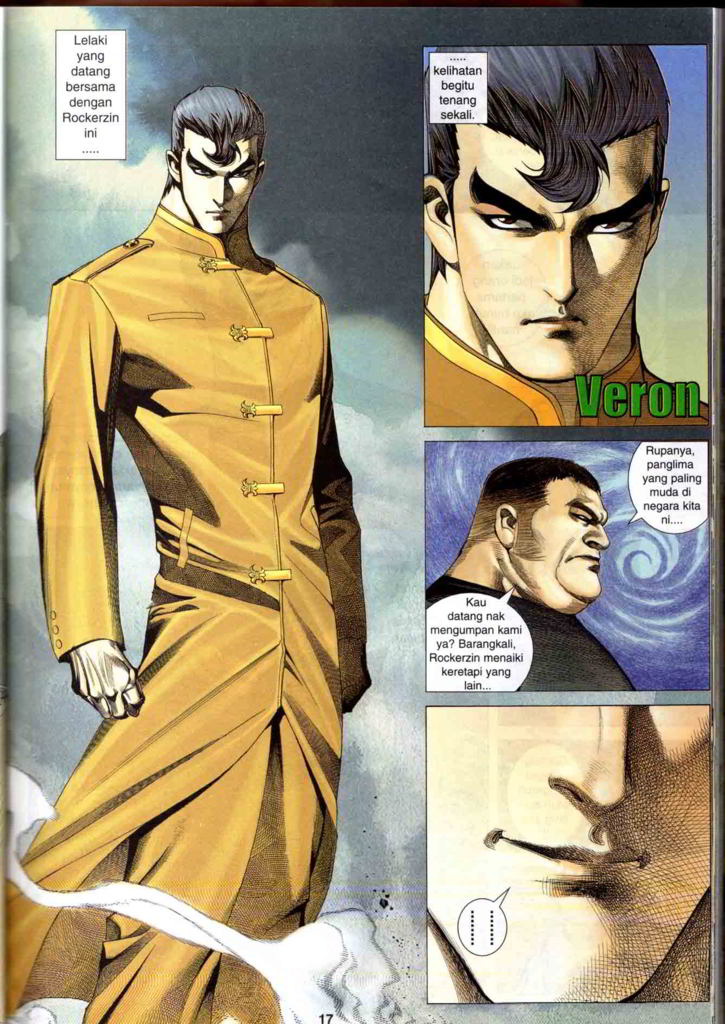 Lelaki
yang
datang
bersama
dengan
Rockerzin
ini
.....
.....
kelihatan
begitu
tenang
sekali.
Veron
Rupanya,
panglima
yang paling
muda di
negara kita
ni....
Kau
datang nak
mengumpan kami
ya? Barangkali,
Rockerzin menaiki
keretapi yang
lain...
17